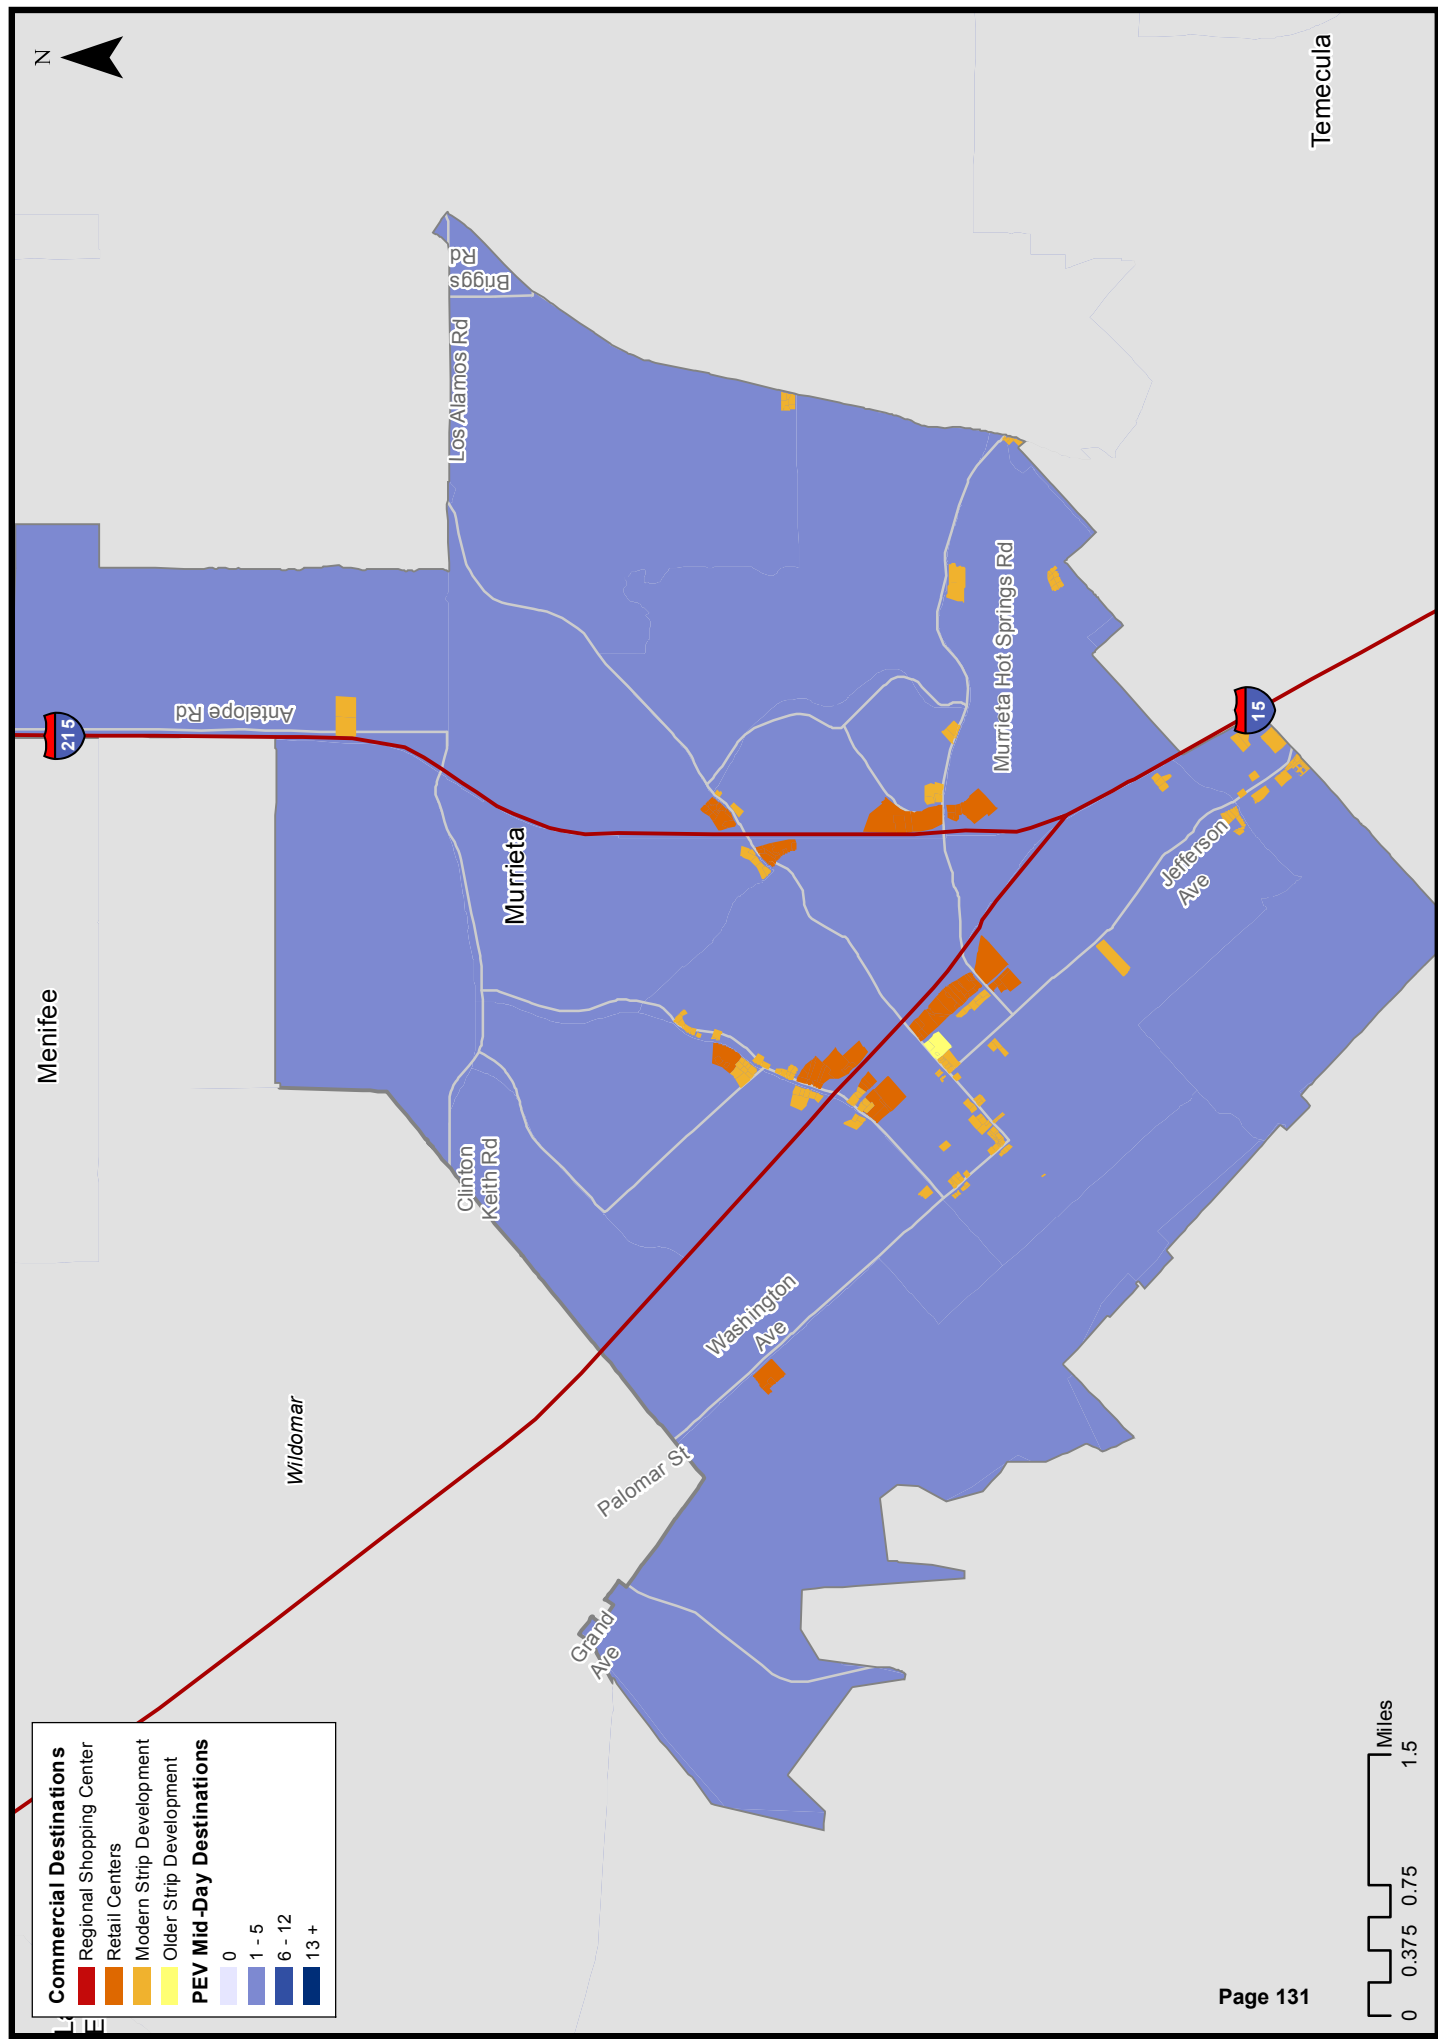 N
Temecula
Briggs
Rd
Los Alamos Rd
Murrieta Hot Springs Rd
215
Antelope Rd
15
Murrieta
Jefferson
Ave
Menifee
Clinton
Keith Rd
Washington
Ave
Wildomar
Palomar St
Grand
Ave
Commercial Destinations
Regional Shopping Center
Retail Centers
Modern Strip Development
Older Strip Development
PEV Mid-Day Destinations
0
1 - 5
6 - 12
13 +
Miles
0 0.375 0.75 1.5
Page 131